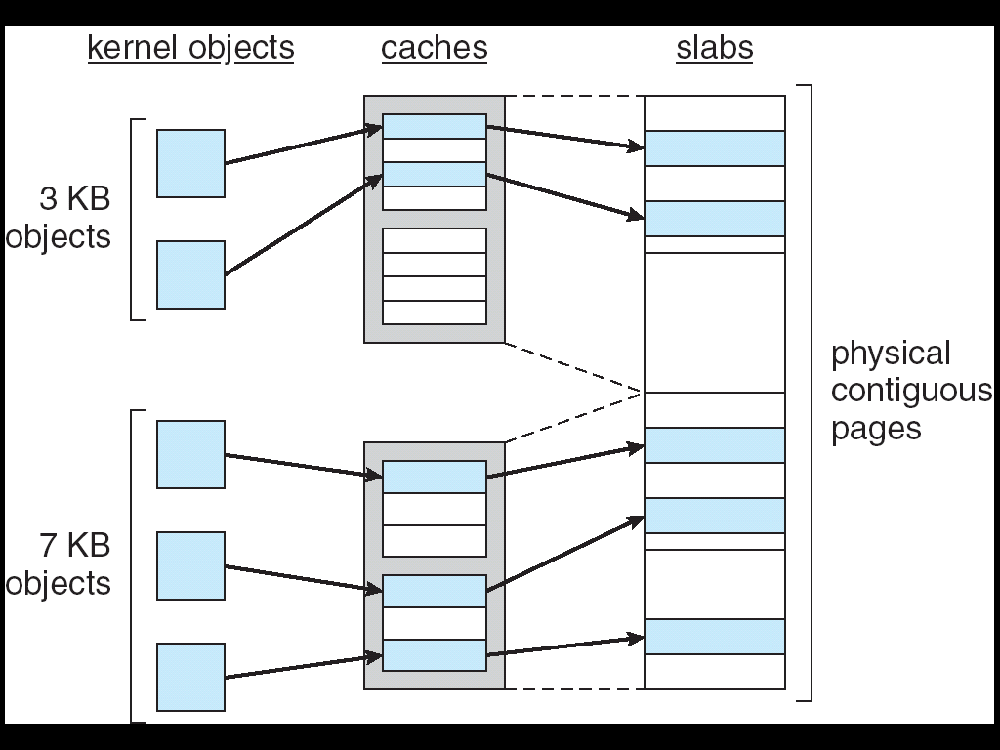 kernel objects
caches
slabs
3 KB
objects
physical
contiguous
pages
7 KB
objects